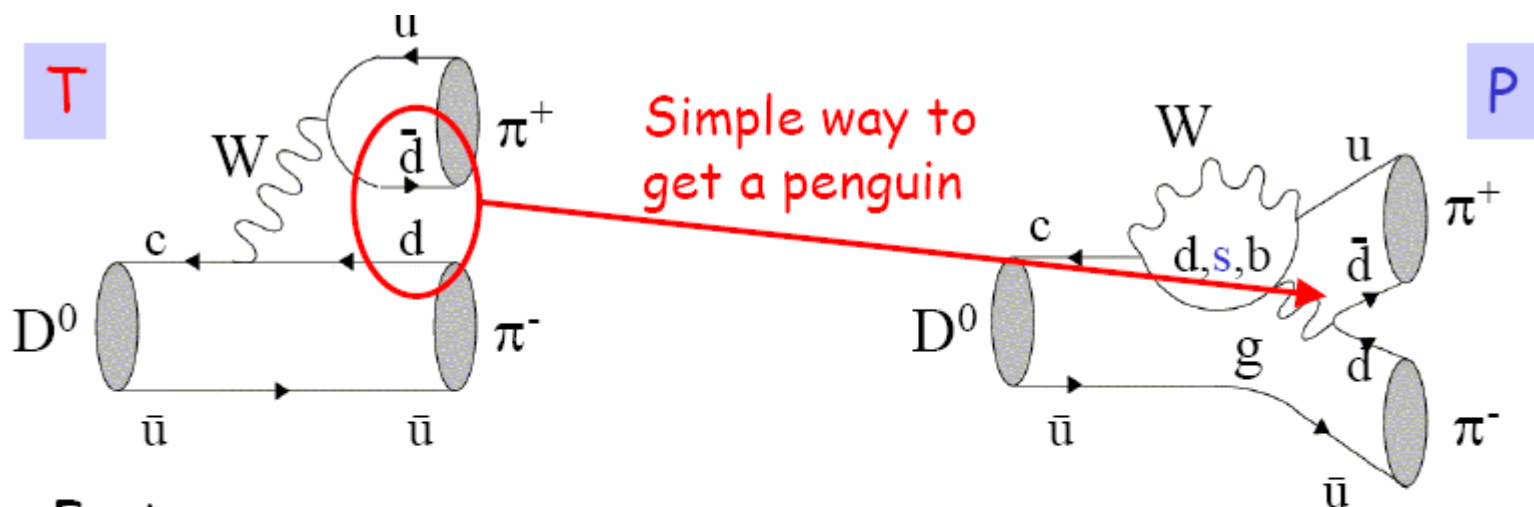 T
u
W
d̄
π⁺
c
d
D⁰
π⁻
ū
ū
Simple way to
get a penguin
P
W
u
π⁺
c
d,s,b
d̄
D⁰
g
d
π⁻
ū
ū